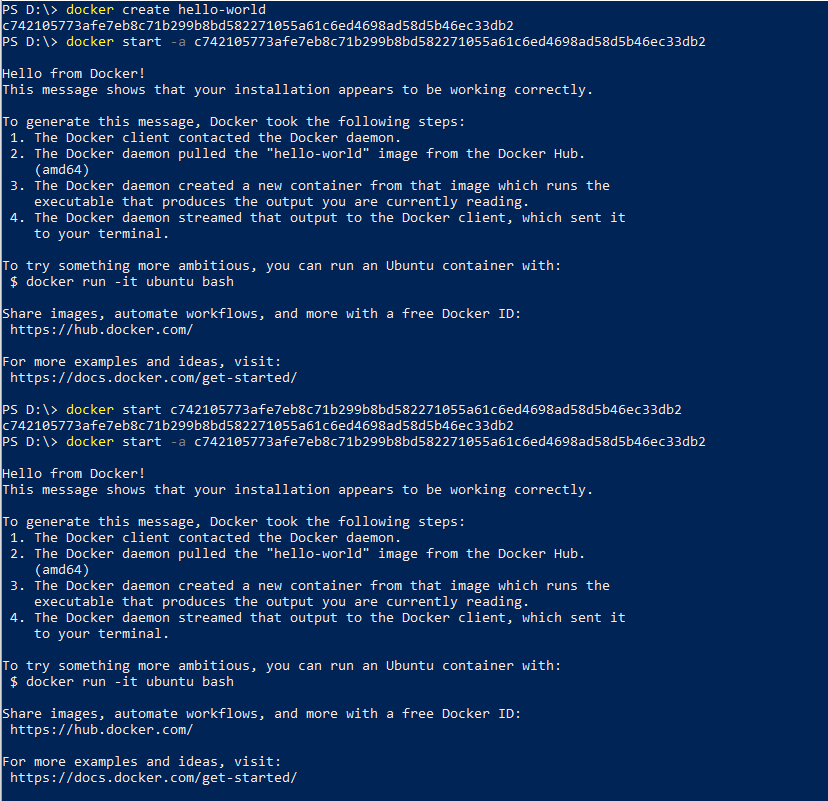 PS D:\> docker create hello-world
c742105773afe7eb8c71b299b8bd582271055a61c6ed4698ad58d5b46ec33db2
PS D:\> docker start -a c742105773afe7eb8c71b299b8bd582271055a61c6ed4698ad58d5b46ec33db2

Hello from Docker!
This message shows that your installation appears to be working correctly.

To generate this message, Docker took the following steps:
 1. The Docker client contacted the Docker daemon.
 2. The Docker daemon pulled the "hello-world" image from the Docker Hub.
    (amd64)
 3. The Docker daemon created a new container from that image which runs the
    executable that produces the output you are currently reading.
 4. The Docker daemon streamed that output to the Docker client, which sent it
    to your terminal.

To try something more ambitious, you can run an Ubuntu container with:
 $ docker run -it ubuntu bash

Share images, automate workflows, and more with a free Docker ID:
 https://hub.docker.com/

For more examples and ideas, visit:
 https://docs.docker.com/get-started/

PS D:\> docker start c742105773afe7eb8c71b299b8bd582271055a61c6ed4698ad58d5b46ec33db2
c742105773afe7eb8c71b299b8bd582271055a61c6ed4698ad58d5b46ec33db2
PS D:\> docker start -a c742105773afe7eb8c71b299b8bd582271055a61c6ed4698ad58d5b46ec33db2

Hello from Docker!
This message shows that your installation appears to be working correctly.

To generate this message, Docker took the following steps:
 1. The Docker client contacted the Docker daemon.
 2. The Docker daemon pulled the "hello-world" image from the Docker Hub.
    (amd64)
 3. The Docker daemon created a new container from that image which runs the
    executable that produces the output you are currently reading.
 4. The Docker daemon streamed that output to the Docker client, which sent it
    to your terminal.

To try something more ambitious, you can run an Ubuntu container with:
 $ docker run -it ubuntu bash

Share images, automate workflows, and more with a free Docker ID:
 https://hub.docker.com/

For more examples and ideas, visit:
 https://docs.docker.com/get-started/